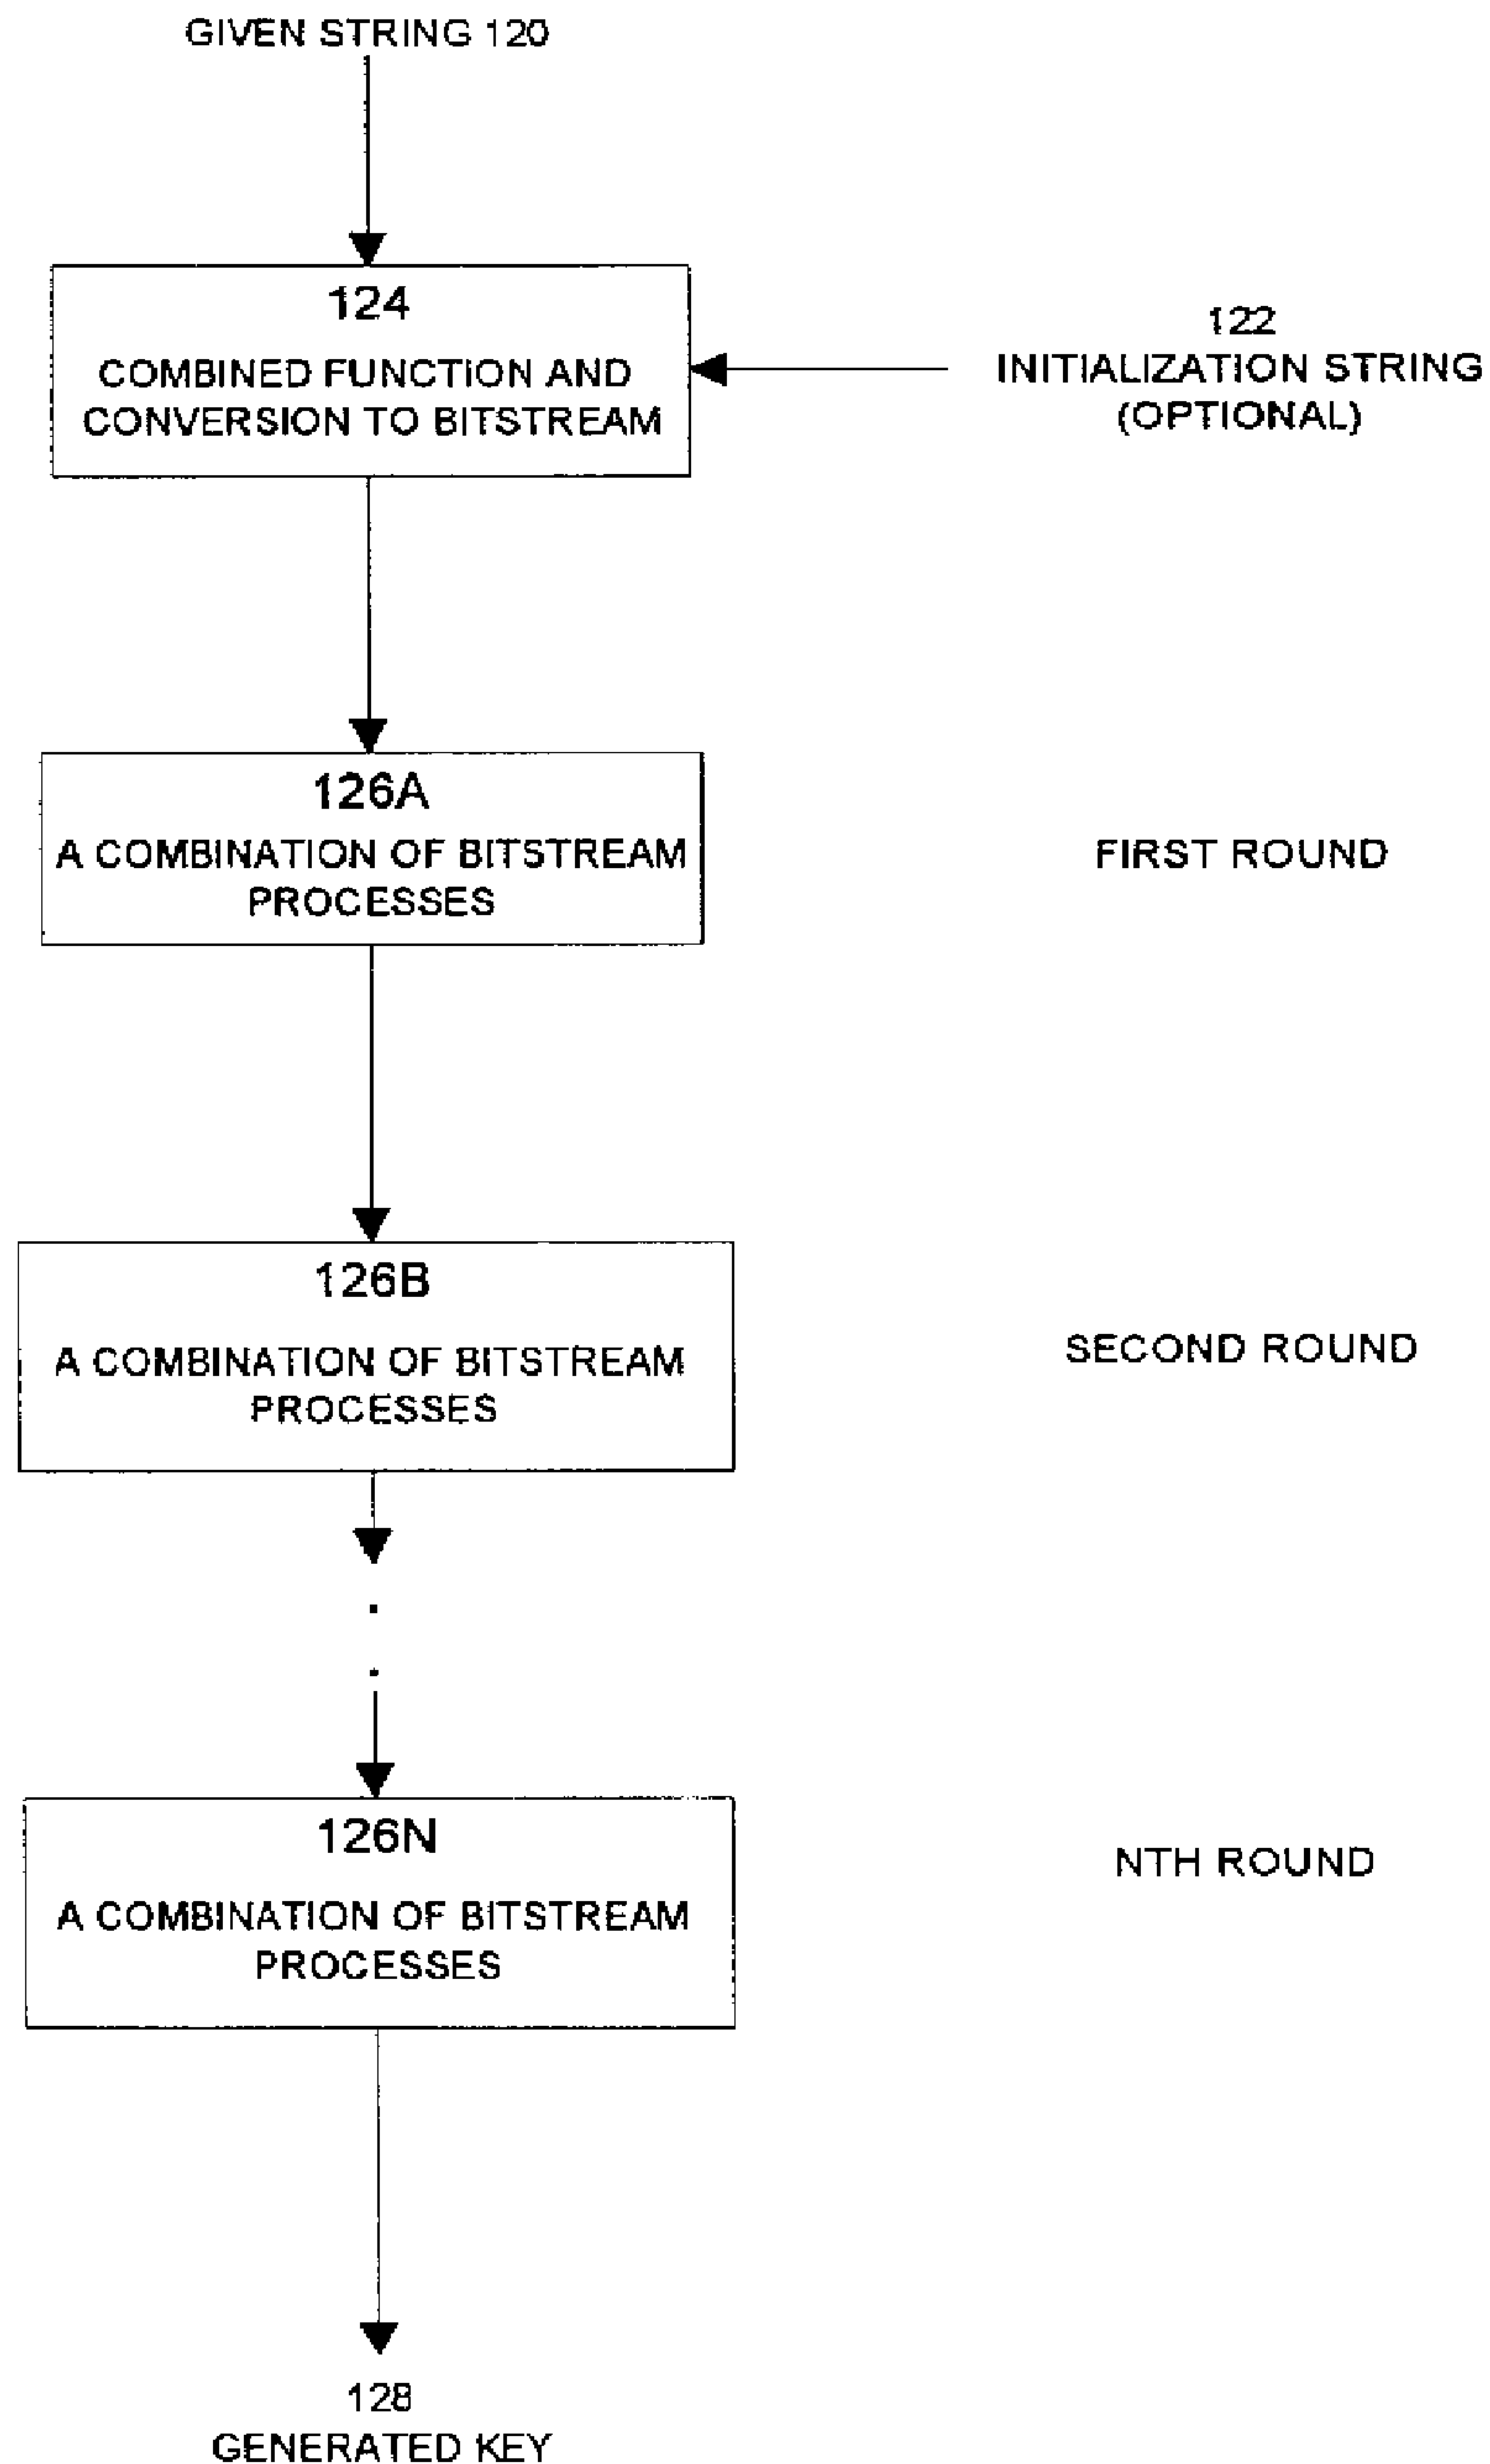 GIVEN STRING 120
124
COMBINED FUNCTION AND
CONVERSION TO BITSTREAM
122
INITIALIZATION STRING
(OPTIONAL)
126A
A COMBINATION OF BITSTREAM
PROCESSES
FIRST ROUND
126B
A COMBINATION OF BITSTREAM
PROCESSES
SECOND ROUND
126N
A COMBINATION OF BITSTREAM
PROCESSES
NTH ROUND
128
GENERATED KEY